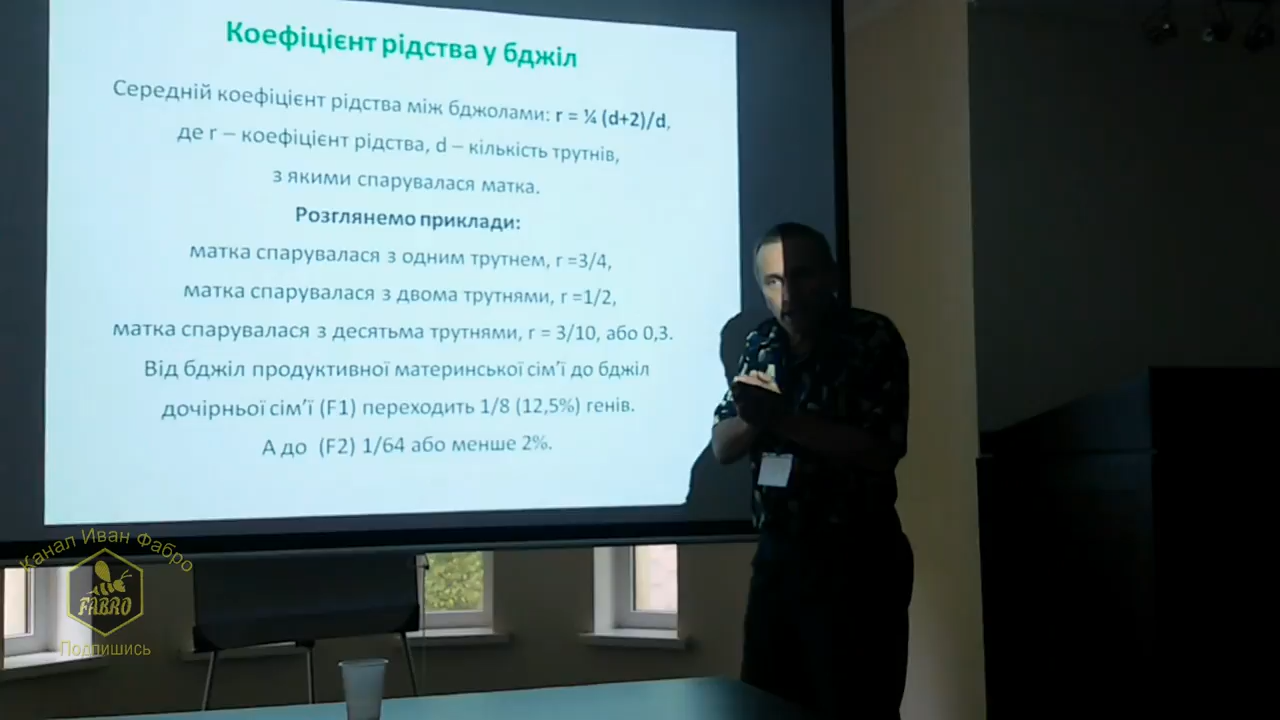 Коефіцієнт рідства у бджіл
Середній коефіцієнт рідства між бджолами: r = ¼ (d+2)/d,
де r – коефіцієнт рідства, d – кількість трутнів,
з якими спарувалася матка.
Розглянемо приклади:
матка спарувалася з одним трутнем, r =3/4,
матка спарувалася з двома трутнями, r =1/2,
матка спарувалася з десятьма трутнями, r = 3/10, або 0,3.
Від бджіл продуктивної материнської сім’ї до бджіл
дочірньої сім’ї (F1) переходить 1/8 (12,5%) генів.
А до (F2) 1/64 або менше 2%.
Канал Иван Фабро
FABRO
Подпишись